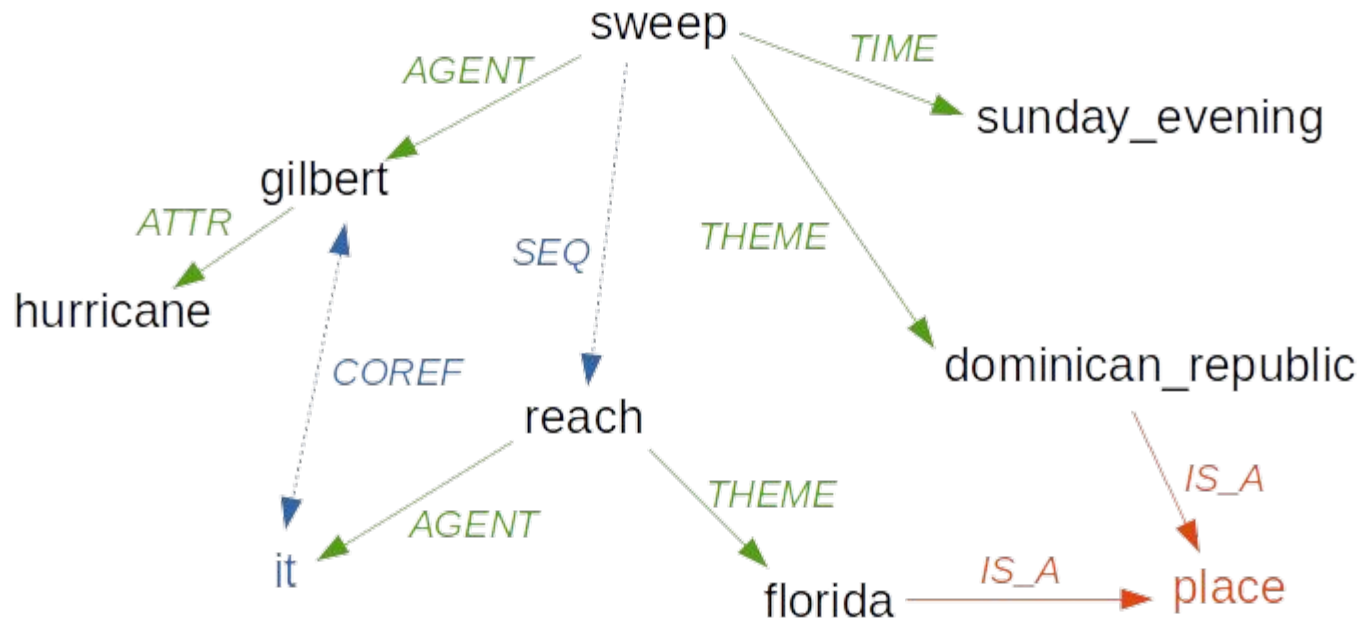 sweep
TIME
AGENT
sunday_evening
gilbert
ATTR
THEME
SEQ
hurricane
COREF
dominican_republic
reach
IS_A
THEME
AGENT
it
IS_A
place
florida